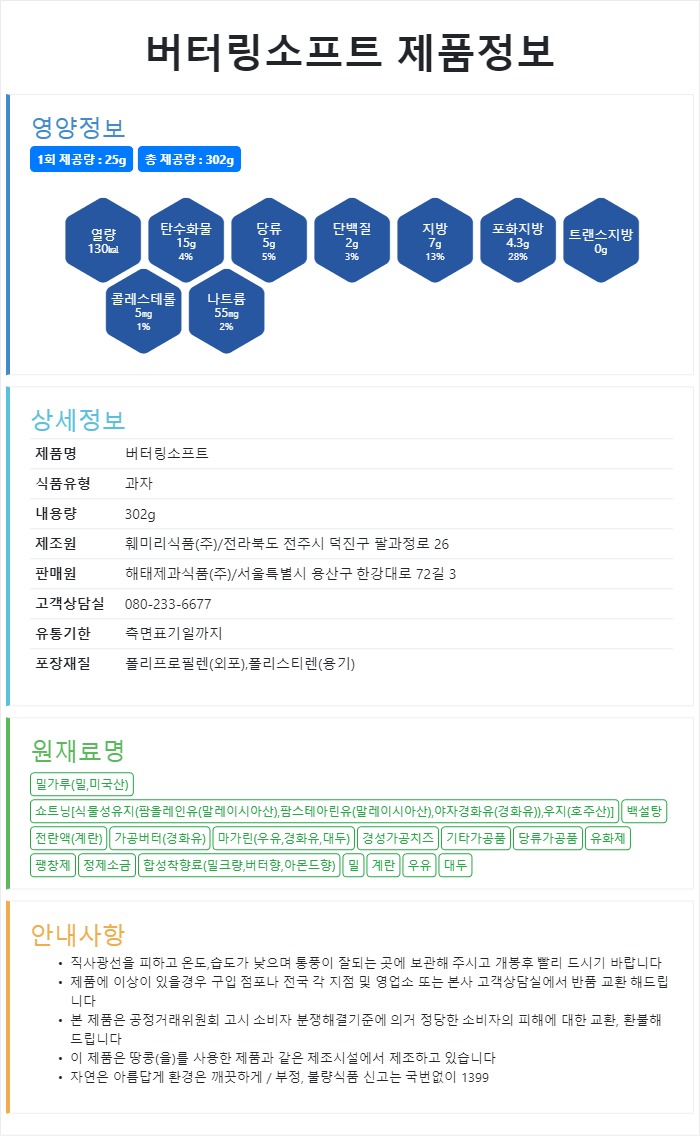 버터링소프트 제품정보
영양정보
1회 제공량 : 25g 총 제공량 : 302g
열량 130㎉
탄수화물 15g 4%
당류 5g 5%
단백질 2g 3%
지방 7g 13%
포화지방 4.3g 28%
트랜스지방 0g
콜레스테롤 5㎎ 1%
나트륨 55㎎ 2%
상세정보
제품명 버터링소프트
식품유형 과자
내용량 302g
제조원 훼미리식품(주)/전라북도 전주시 덕진구 팔과정로 26
판매원 해태제과식품(주)/서울특별시 용산구 한강대로 72길 3
고객상담실 080-233-6677
유통기한 측면표기일까지
포장재질 폴리프로필렌(외포),폴리스티렌(용기)
원재료명
밀가루(밀,미국산)
쇼트닝[식물성유지(팜올레인유(말레이시아산),팜스테아린유(말레이시아산),야자경화유(경화유)),우지(호주산)] 백설탕
전란액(계란) 가공버터(경화유) 마가린(우유,경화유,대두) 경성가공치즈 기타가공품 당류가공품 유화제
팽창제 정제소금 합성착향료(밀크향,버터향,아몬드향) 밀 계란 우유 대두
안내사항
• 직사광선을 피하고 온도,습도가 낮으며 통풍이 잘되는 곳에 보관해 주시고 개봉후 빨리 드시기 바랍니다
• 제품에 이상이 있을경우 구입 점포나 전국 각 지점 및 영업소 또는 본사 고객상담실에서 반품 교환 해드립
니다
• 본 제품은 공정거래위원회 고시 소비자 분쟁해결기준에 의거 정당한 소비자의 피해에 대한 교환, 환불해
드립니다
• 이 제품은 땅콩(을)를 사용한 제품과 같은 제조시설에서 제조하고 있습니다
• 자연은 아름답게 환경은 깨끗하게 / 부정, 불량식품 신고는 국번없이 1399